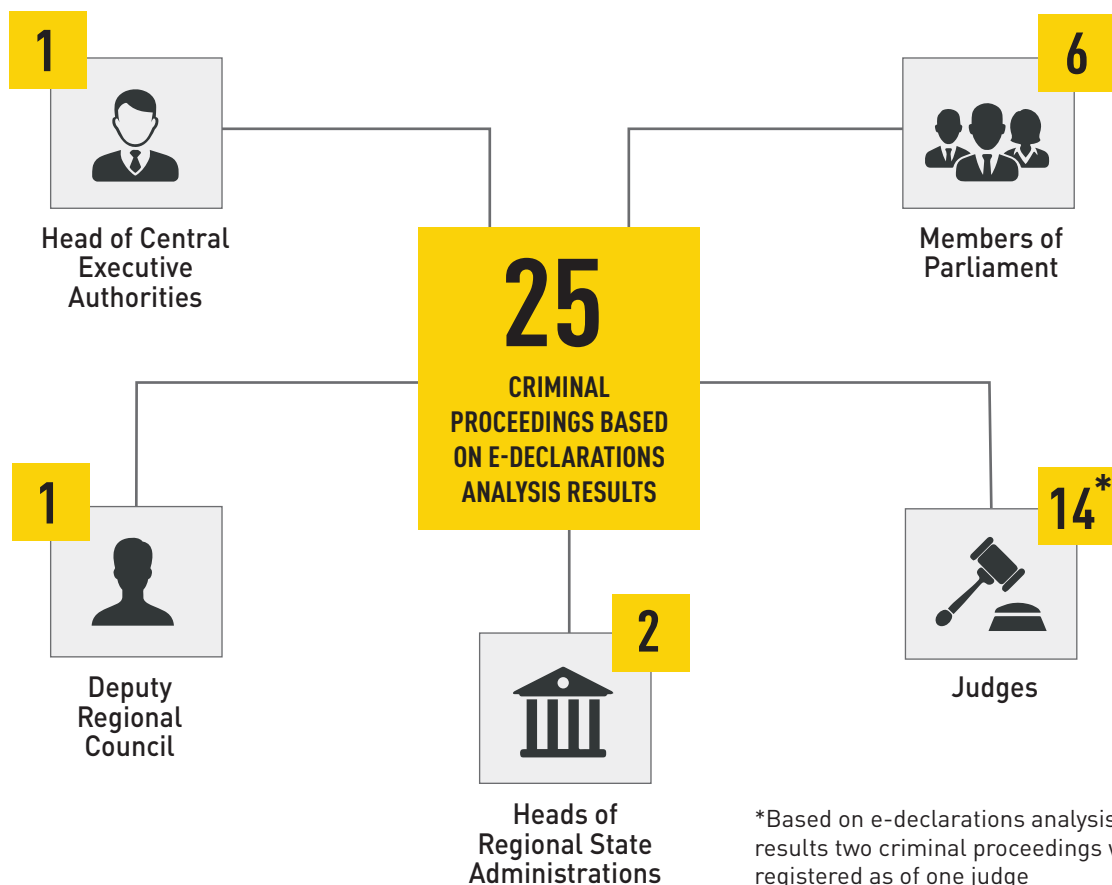 1
Head of Central
Executive
Authorities
6
Members of
Parliament
25
CRIMINAL
PROCEEDINGS BASED
ON E-DECLARATIONS
ANALYSIS RESULTS
1
Deputy
Regional
Council
2
Heads of
Regional State
Administrations
14*
Judges
*Based on e-declarations analysis
results two criminal proceedings
registered as of one judge